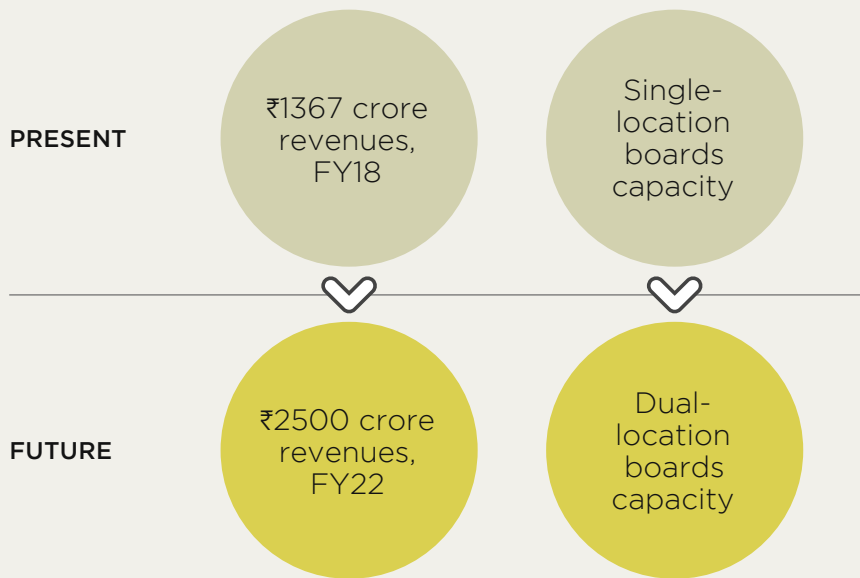 PRESENT
₹1367 crore
revenues,
FY18
Single-
location
boards
capacity
FUTURE
₹2500 crore
revenues,
FY22
Dual-
location
boards
capacity